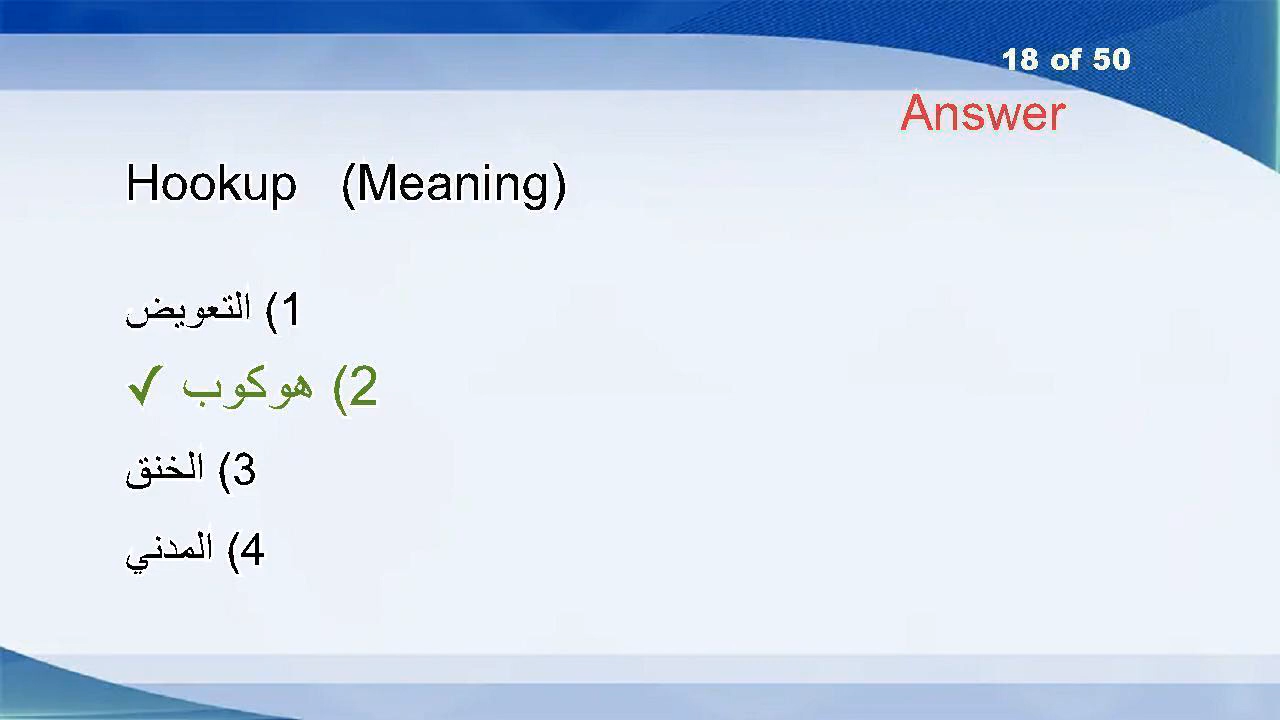 18 of 50
Answer
Hookup (Meaning)
1) التعويض
2) هوكوب ✓
3) الخنق
4) المدني